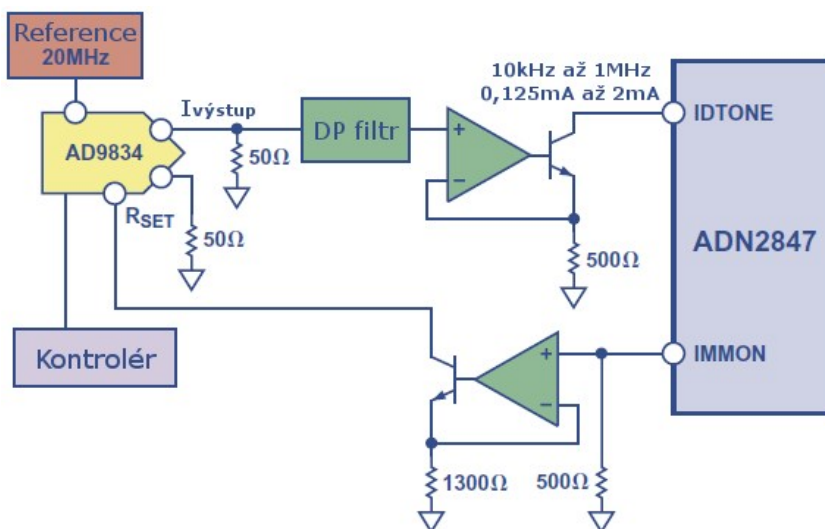 Reference
20MHz
10kHz až 1MHz
0,125mA až 2mA
Ivýstup
IDTONE
AD9834
50Ω
DP filtr
+
−
RSET
50Ω
500Ω
ADN2847
Kontrolér
+
−
IMMON
1300Ω
500Ω